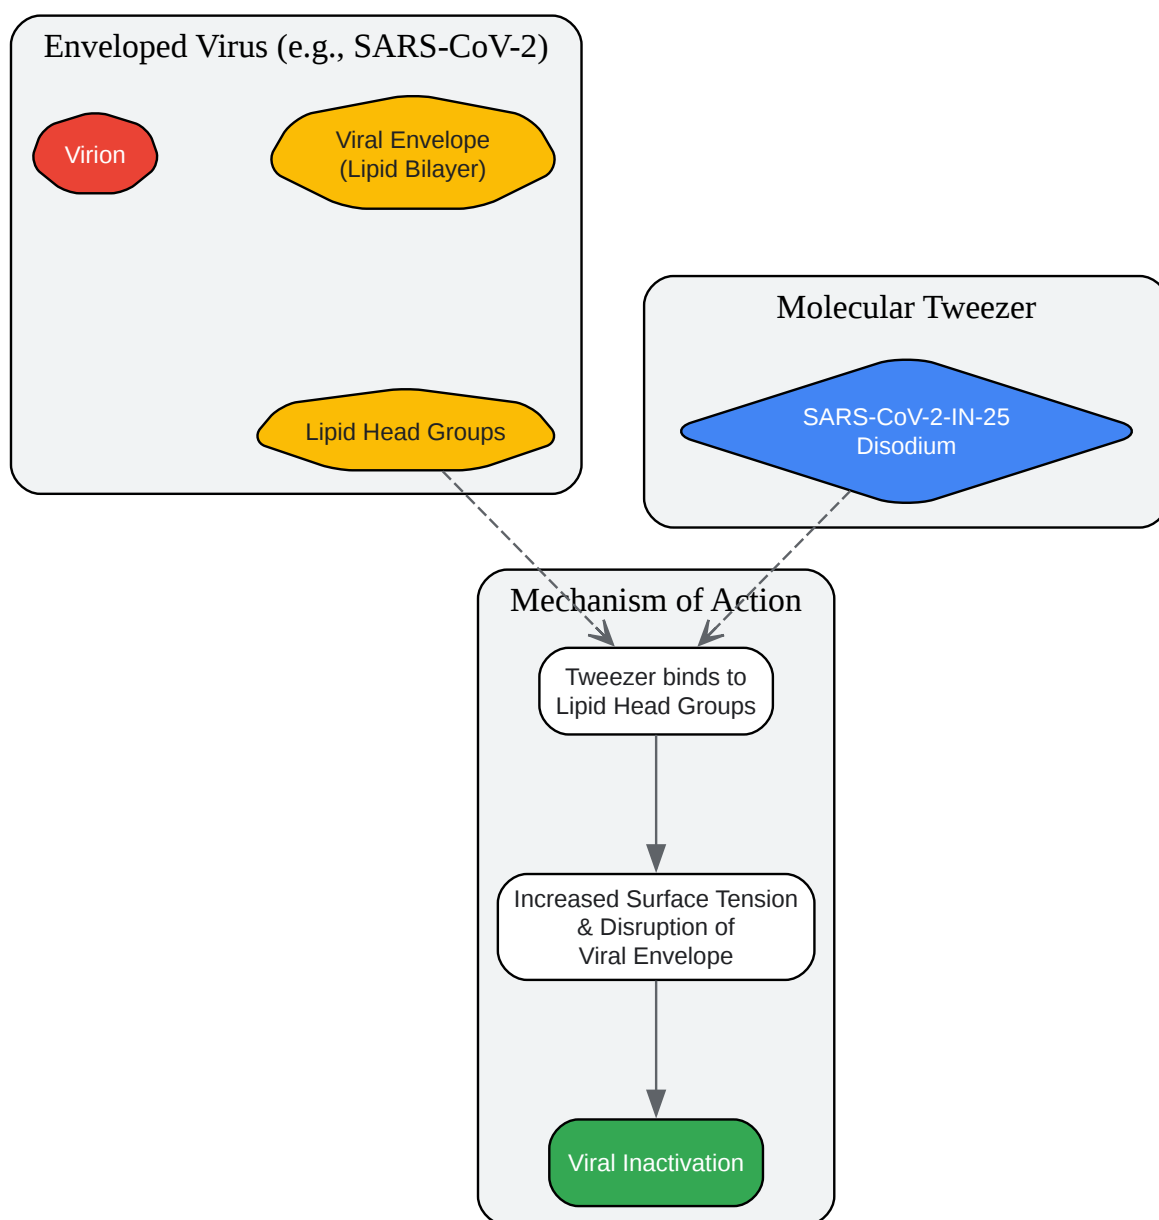 Enveloped Virus (e.g., SARS-CoV-2)
Virion
Viral Envelope
(Lipid Bilayer)
Lipid Head Groups
Molecular Tweezer
SARS-CoV-2-IN-25
Disodium
Mechanism of Action
Tweezer binds to
Lipid Head Groups
Increased Surface Tension
& Disruption of
Viral Envelope
Viral Inactivation